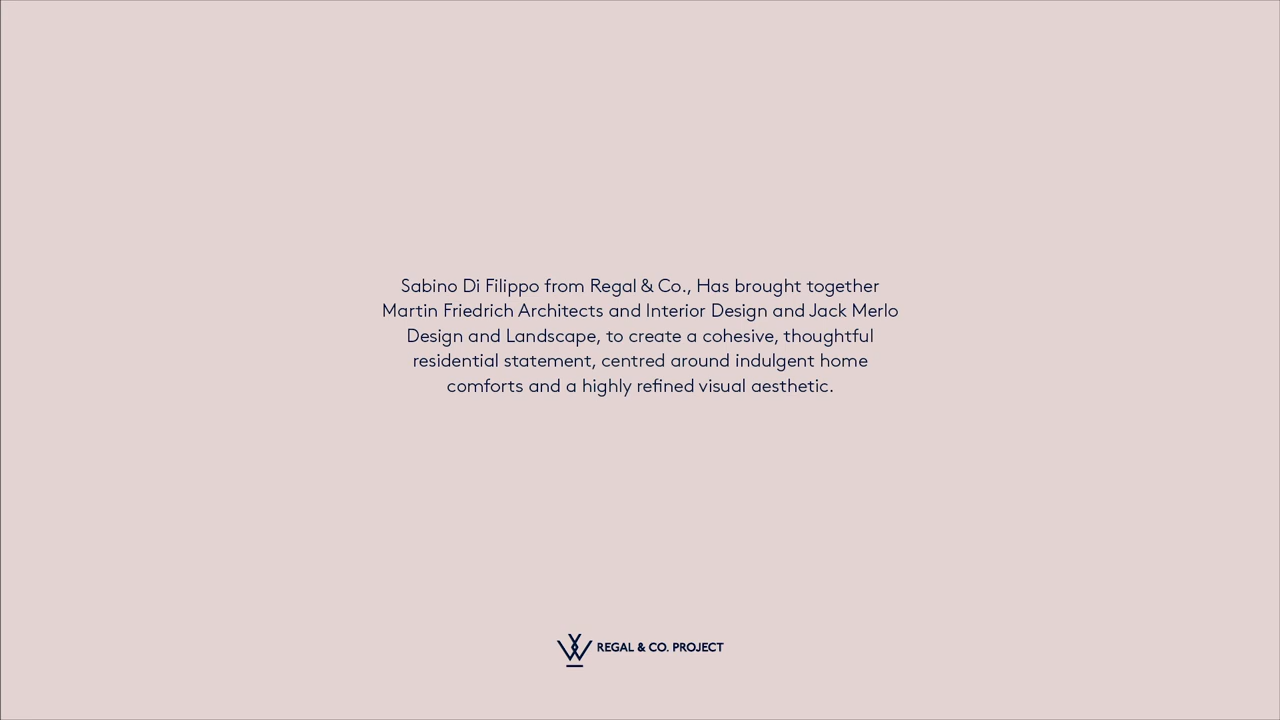 Sabino Di Filippo from Regal & Co., Has brought together
Martin Friedrich Architects and Interior Design and Jack Merlo
Design and Landscape, to create a cohesive, thoughtful
residential statement, centred around indulgent home
comforts and a highly refined visual aesthetic.
REGAL & CO. PROJECT